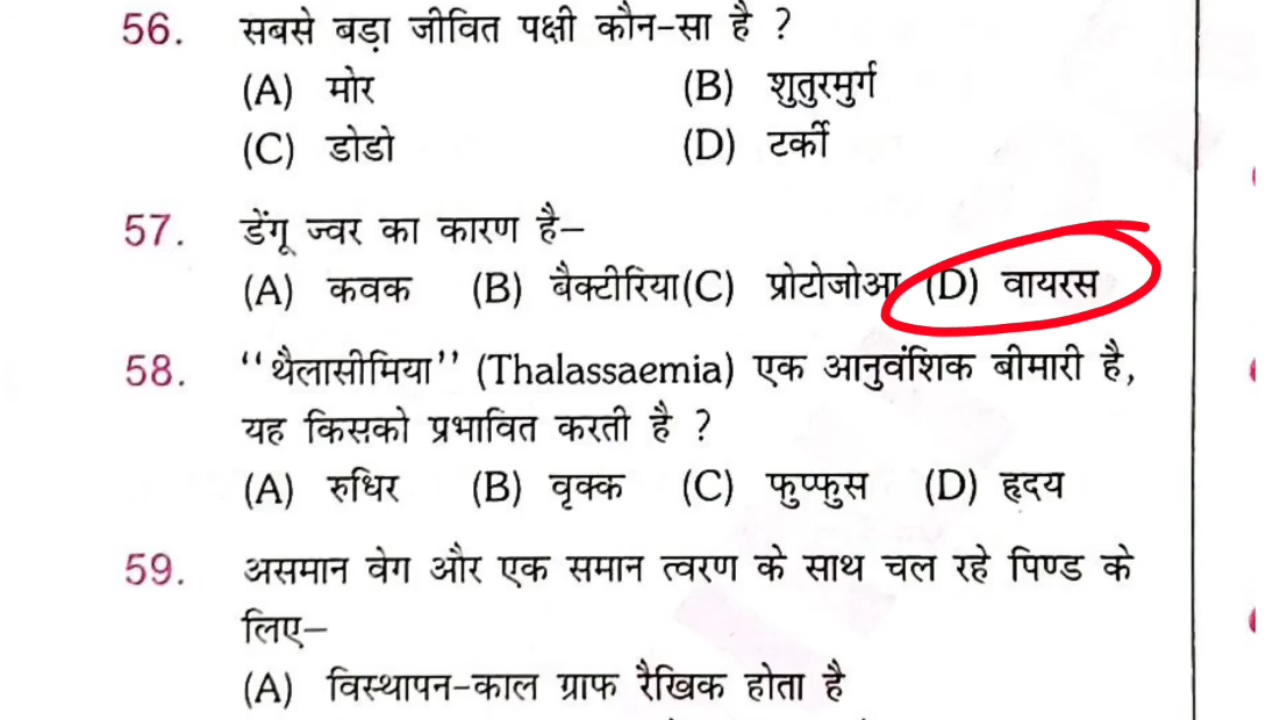 56. सबसे बड़ा जीवित पक्षी कौन-सा है ?
(A) मोर (B) शुतुरमुर्ग
(C) डोडो (D) टर्की
57. डेंगू ज्वर का कारण है–
(A) कवक (B) बैक्टीरिया (C) प्रोटोजोआ (D) वायरस
58. ‘‘थैलासीमिया’’ (Thalassaemia) एक आनुवंशिक बीमारी है,
यह किसको प्रभावित करती है ?
(A) रुधिर (B) वृक्क (C) फुप्फुस (D) हृदय
59. असमान वेग और एक समान त्वरण के साथ चल रहे पिण्ड के
लिए–
(A) विस्थापन-काल ग्राफ रैखिक होता है